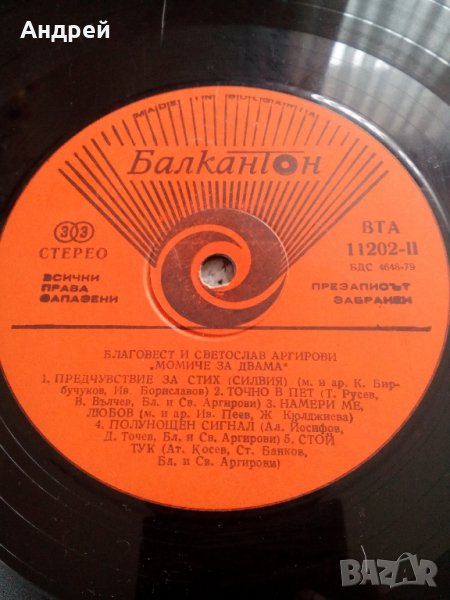 Андрей
MADE IN BULGARIA
Балкантон
33
СТЕРЕО
ВТА
11202-II
БДС 4648-79
ВСИЧКИ
ПРАВА
ЗАПАЗЕНИ
ПРЕЗАПИСЪТ
ЗАБРАНЕН
БЛАГОВЕСТ И СВЕТОСЛАВ АРГИРОВИ
„МОМИЧЕ ЗА ДВАМА"
1. ПРЕДЧУВСТВИЕ ЗА СТИХ (СИЛВИЯ) (м. и ар. К. Бир-
бучуков, Ив. Бориславов) 2. ТОЧНО В ПЕТ (Т. Русев,
И. Вълчев, Бл. и Св. Аргирови) 3. НАМЕРИ МЕ,
ЛЮБОВ (м. и ар. Ив. Пеев, Ж. Кюлджиева)
4. ПОЛУНОЩЕН СИГНАЛ (Ал. Йосифов,
Д. Точев, Бл. и Св. Аргирови) 5. СТОЙ
ТУК (Ат. Косев, Ст. Банков,
Бл. и Св. Аргирови)
BAZAR